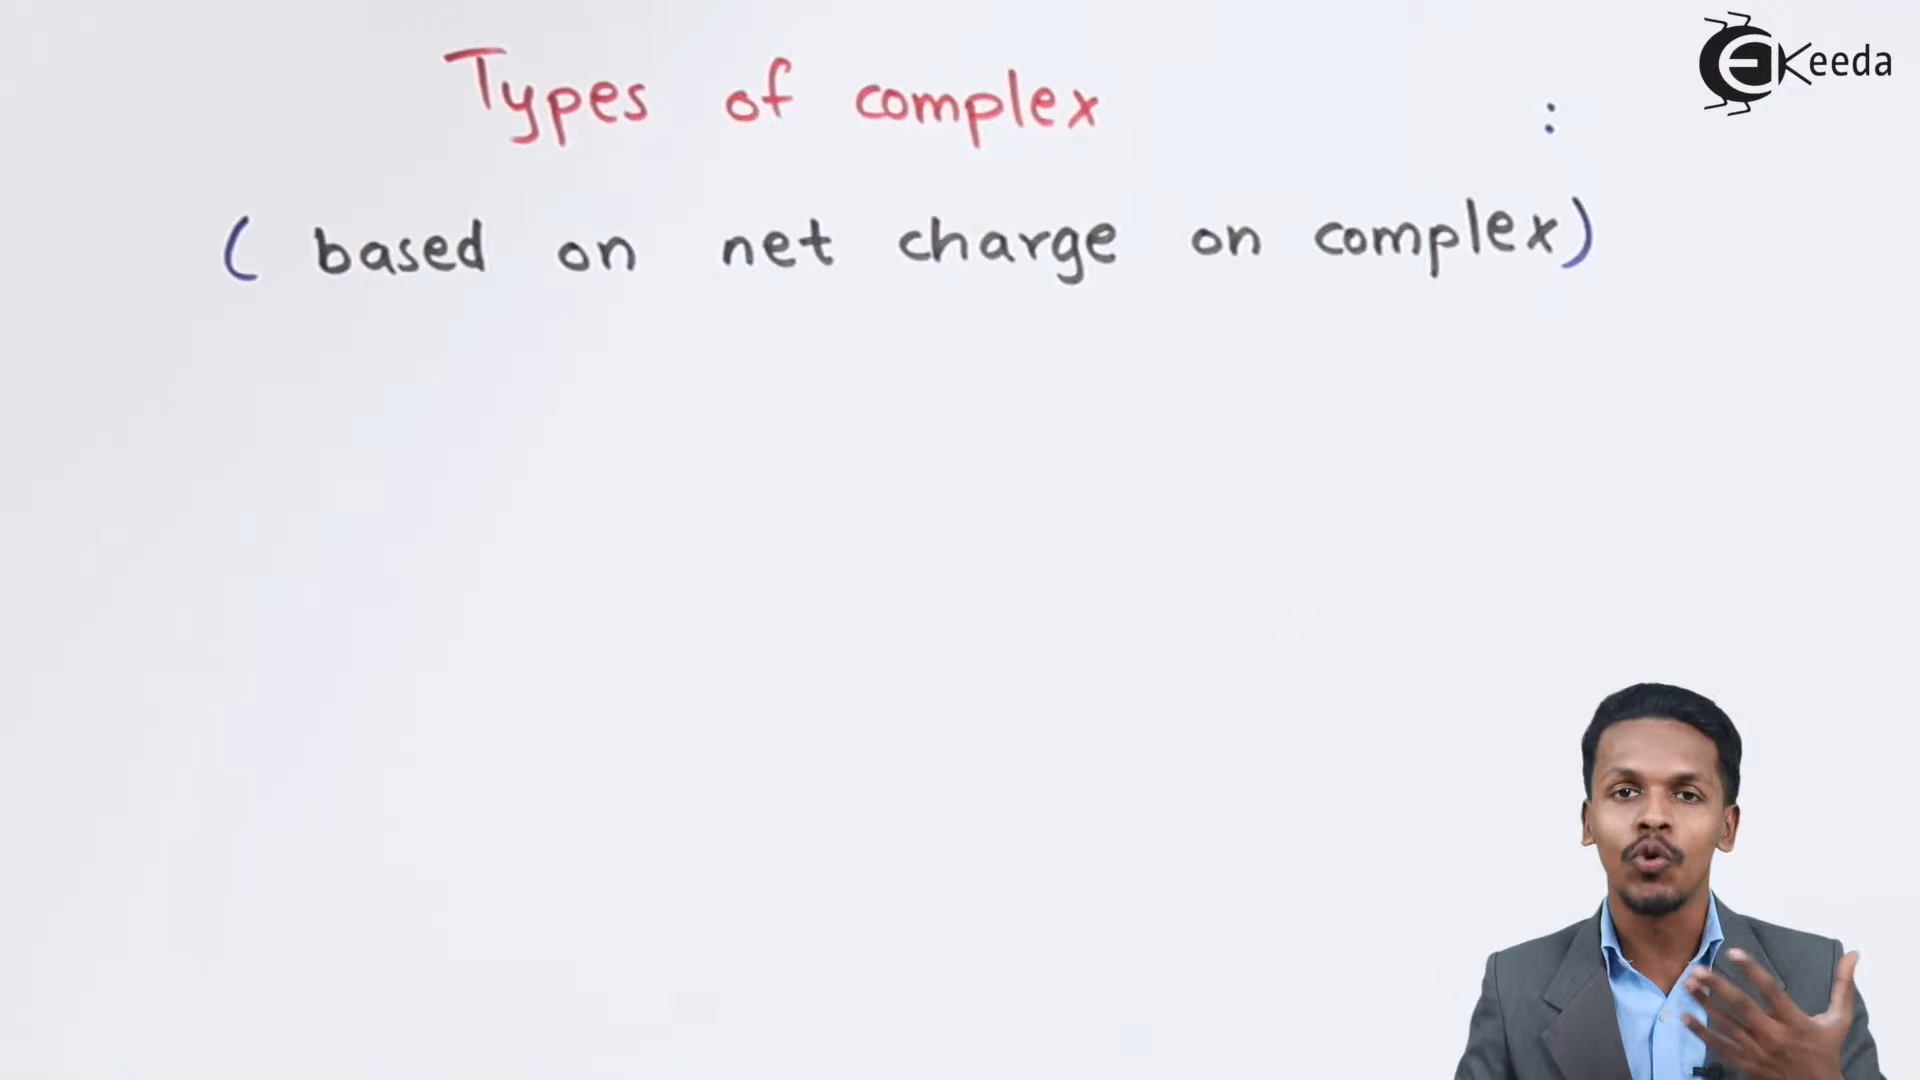 Types of complex :
( based on net charge on complex)
EKeeda